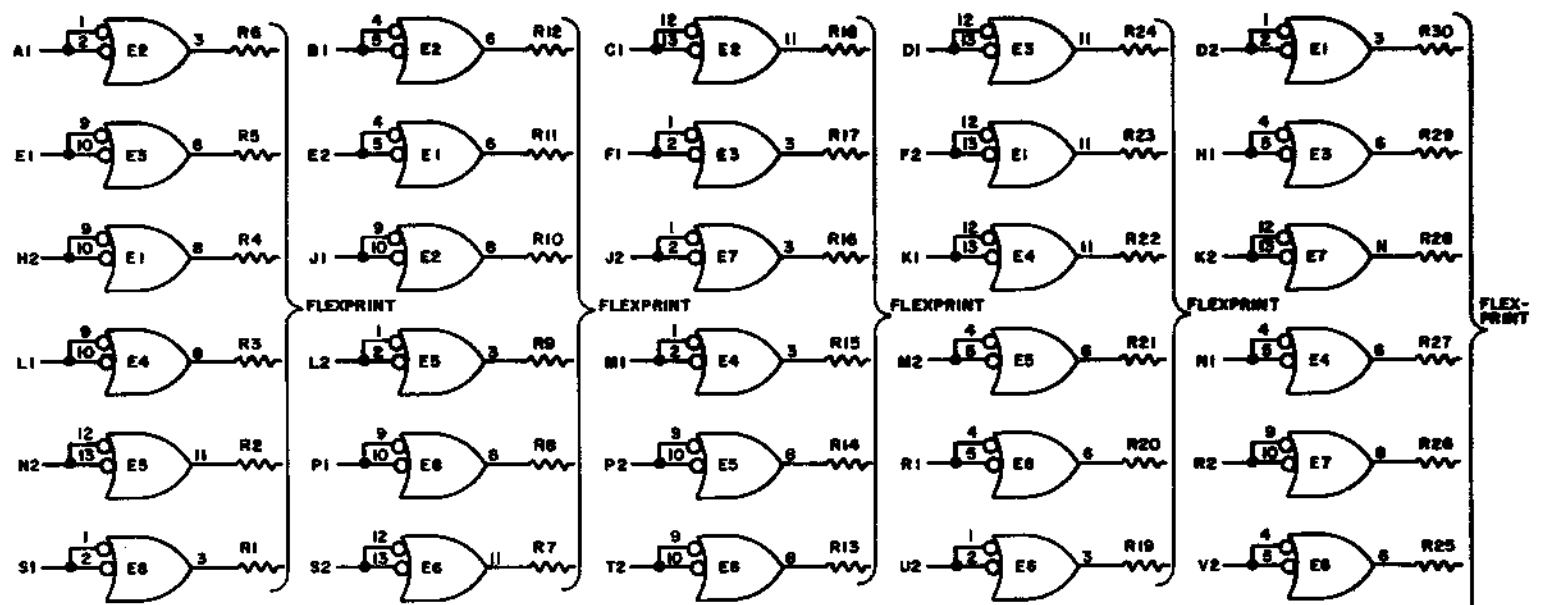 A1 1 2 E2 3 R6
B1 4 5 E2 6 R12
C1 12 13 E2 11 R18
D1 12 13 E3 11 R24
D2 1 2 E1 3 R30
E1 9 10 E3 R5
E2 4 5 E1 6 R11
F1 1 2 E3 3 R17
F2 12 13 E1 11 R23
H1 4 5 E3 6 R29
H2 9 10 E1 8 R4
J1 9 10 E2 8 R10
J2 1 2 E7 3 R16
K1 12 13 E4 11 R22
K2 12 13 E7 R28
FLEXPRINT
FLEXPRINT
FLEXPRINT
FLEXPRINT
FLEX-
PRINT
L1 9 10 E4 8 R3
L2 1 2 E5 3 R9
M1 1 2 E4 3 R15
M2 4 5 E5 6 R21
N1 4 5 E4 6 R27
N2 12 13 E5 11 R2
P1 9 10 8 R8
P2 9 10 E5 8 R14
R1 4 5 6 R20
R2 9 10 E7 8 R26
S1 1 2 3 R1
S2 12 13 E6 11 R7
T2 9 10 8 R13
U2 1 2 E6 3 R19
V2 4 5 6 R25